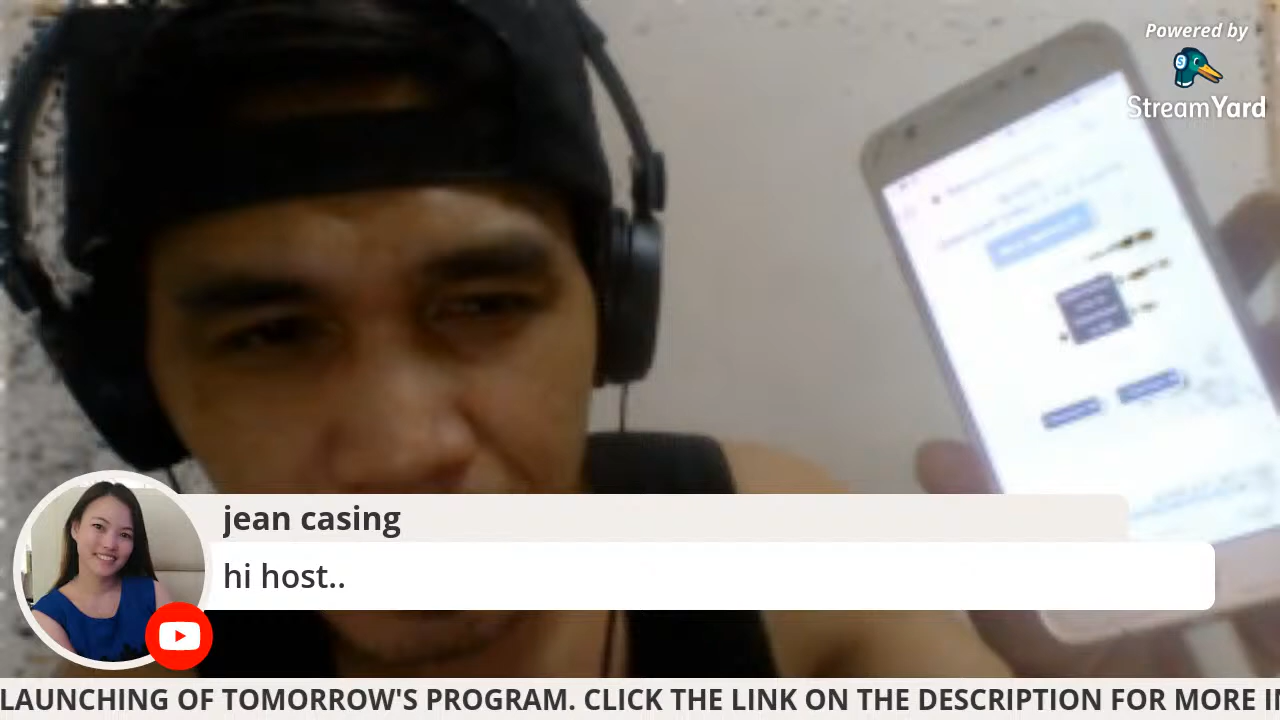 Powered by
StreamYard
jean casing
hi host..
LAUNCHING OF TOMORROW'S PROGRAM. CLICK THE LINK ON THE DESCRIPTION FOR MORE